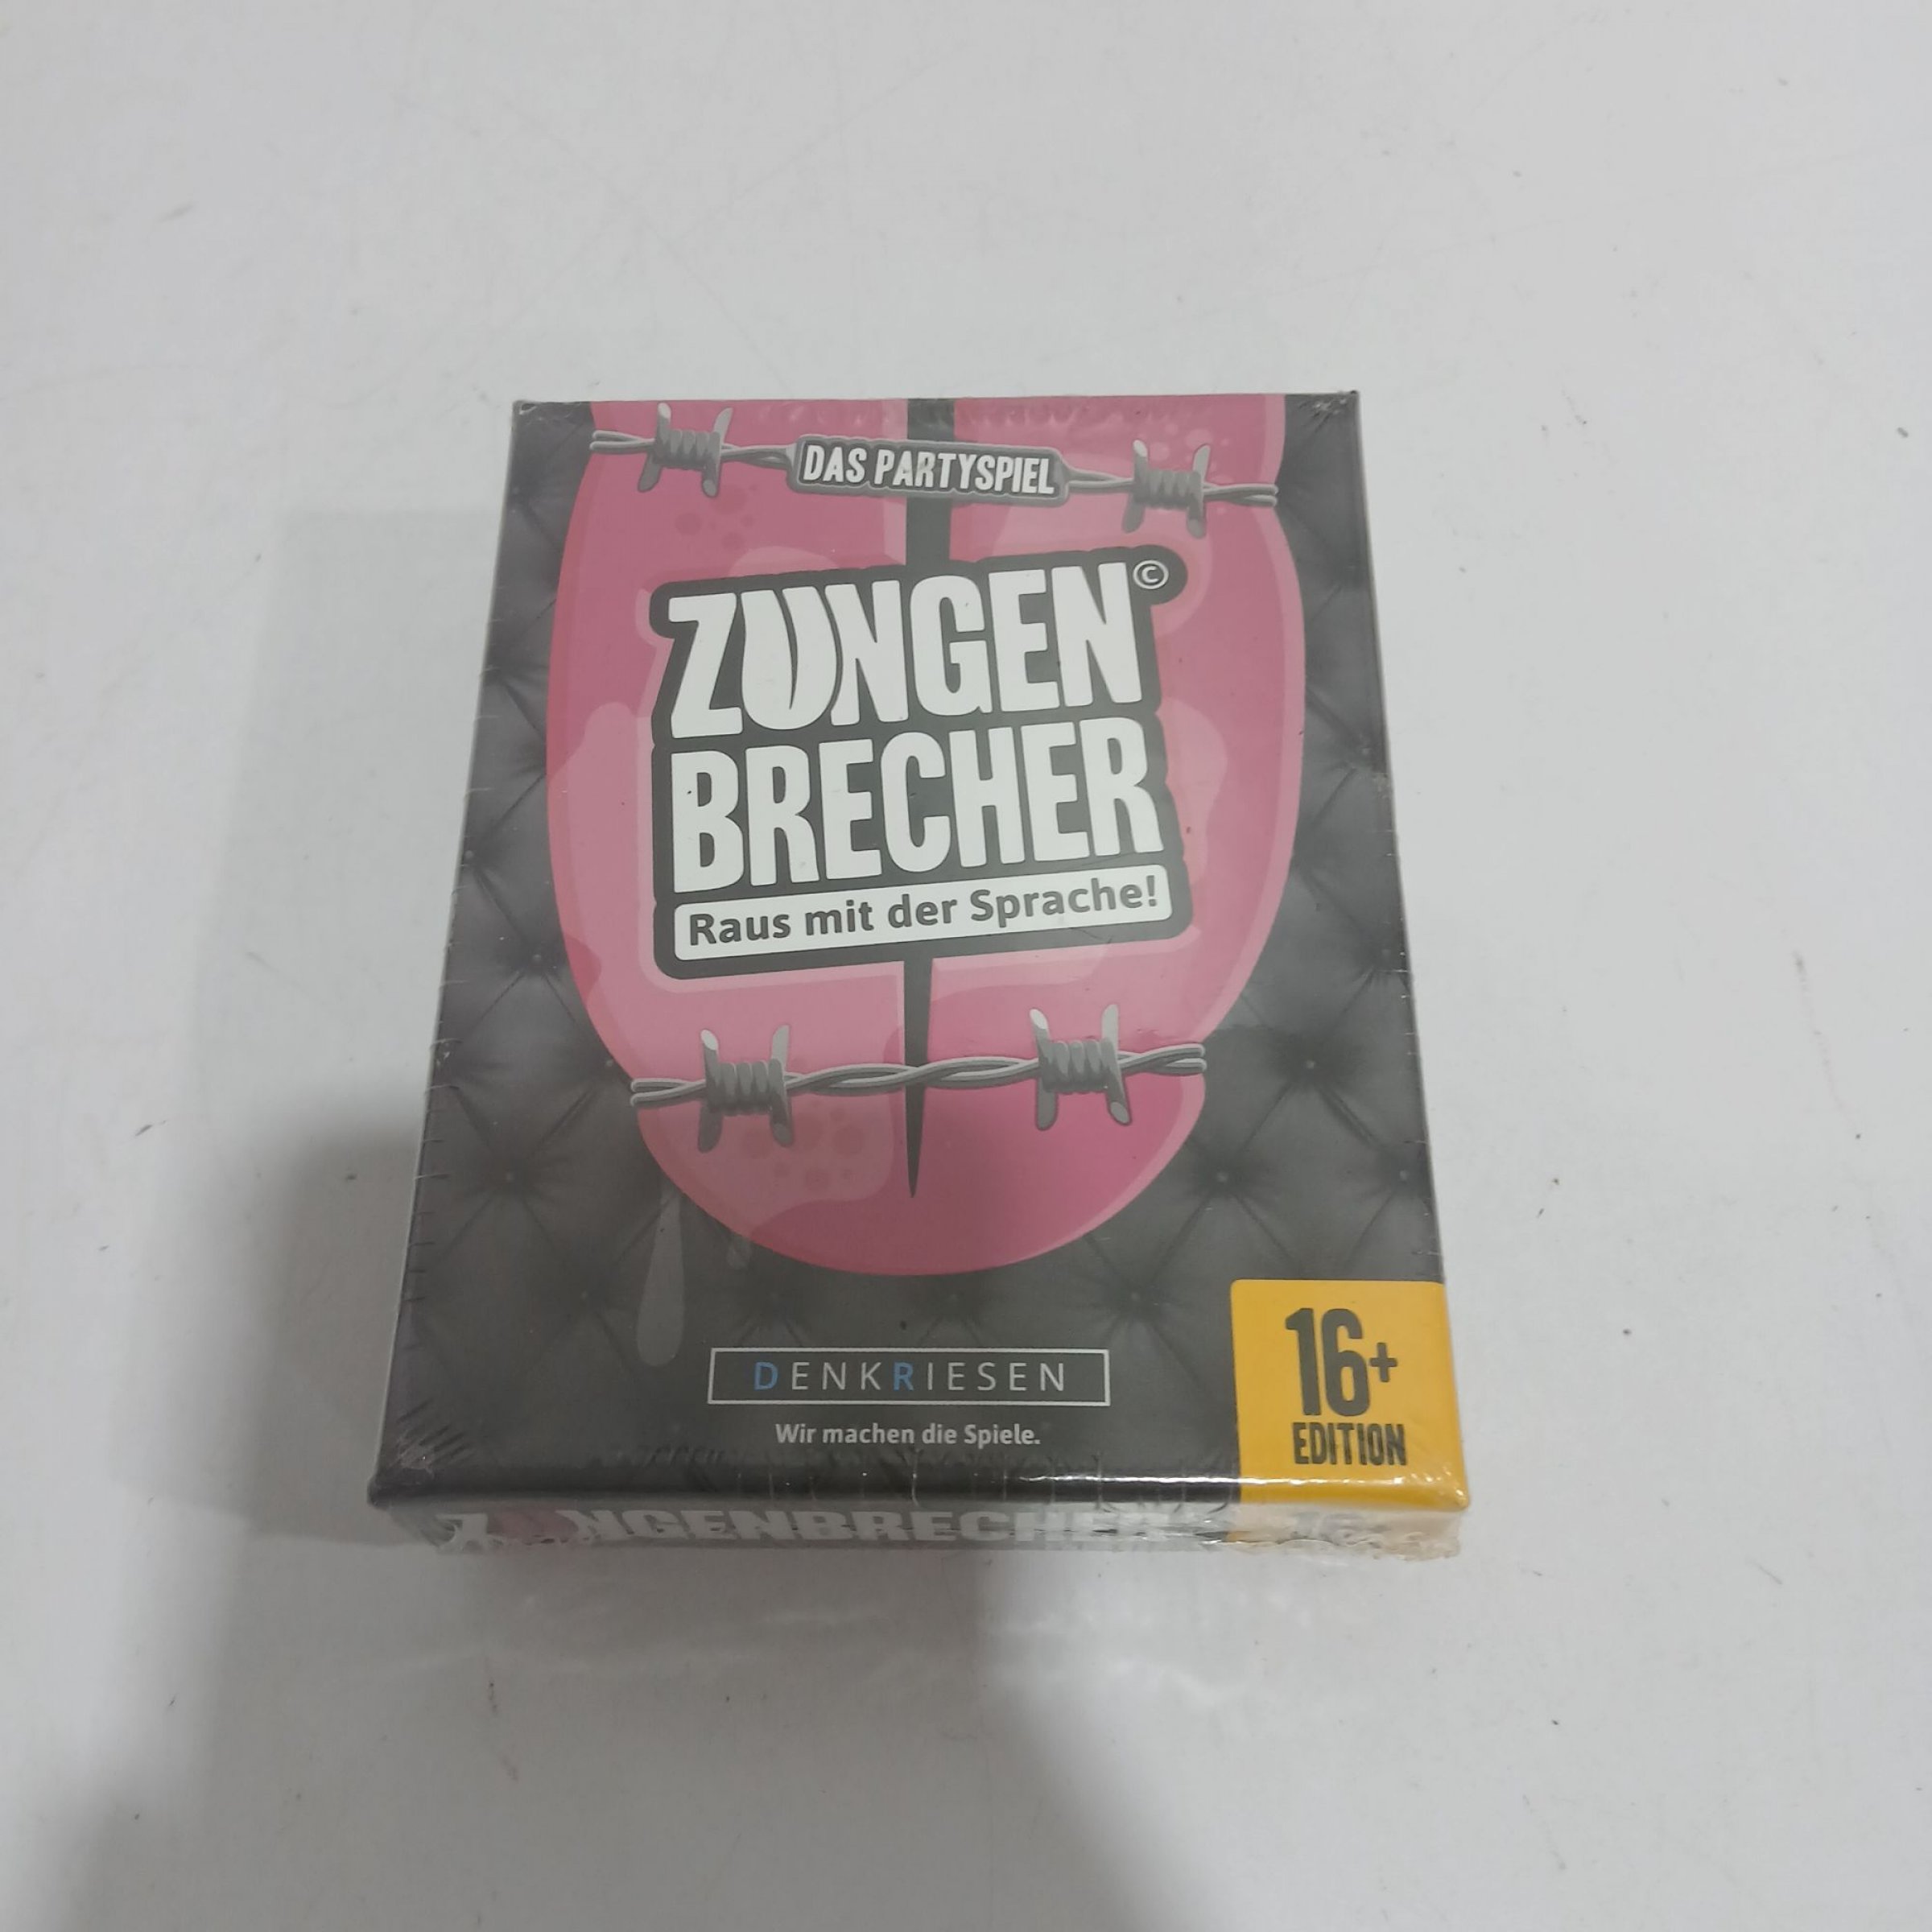 DAS PARTYSPIEL
ZUNGEN©
BRECHER
Raus mit der Sprache!
16+
EDITION
DENKRIESEN
Wir machen die Spiele.